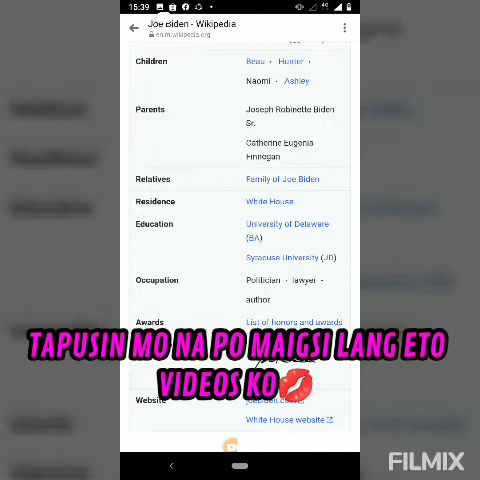 15:39
Joe Biden - Wikipedia
en.m.wikipedia.org
Children Beau · Hunter ·
Naomi · Ashley
Parents Joseph Robinette Biden
Sr.
Catherine Eugenia
Finnegan
Relatives Family of Joe Biden
Residence White House
Education University of Delaware
(BA)
Syracuse University (JD)
Occupation Politician · lawyer ·
author
Awards List of honors and awards
TAPUSIN MO NA PO MAIGSI LANG ETO
VIDEOS KO💋
Website joebiden.com
White House website
FILMIX